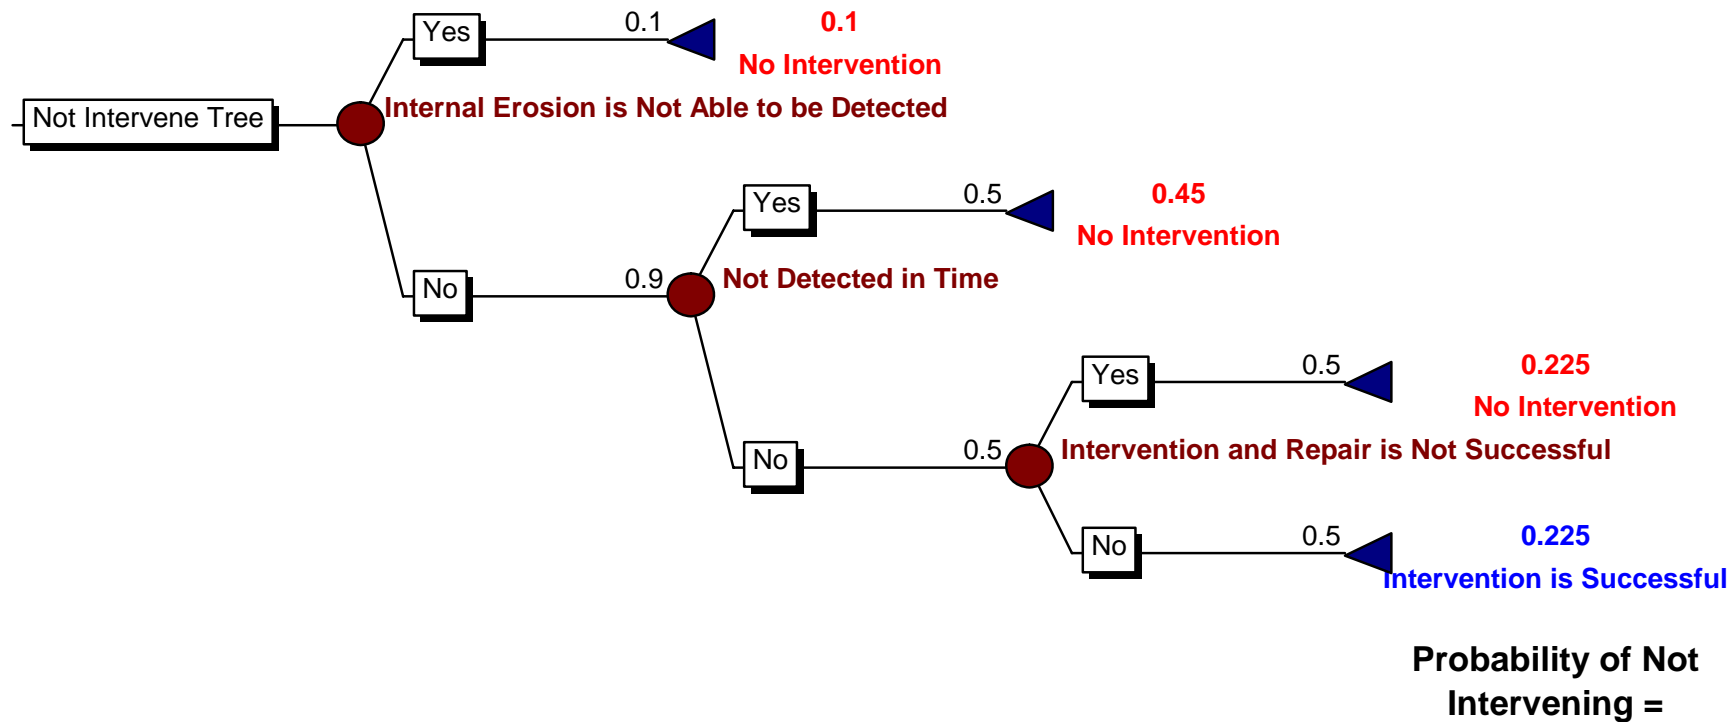 Yes
0.1
0.1
No Intervention
Not Intervene Tree
Internal Erosion is Not Able to be Detected
Yes
0.5
0.45
No Intervention
No
0.9
Not Detected in Time
Yes
0.5
0.225
No Intervention
No
0.5
Intervention and Repair is Not Successful
No
0.5
0.225
Intervention is Successful
Probability of Not
Intervening =